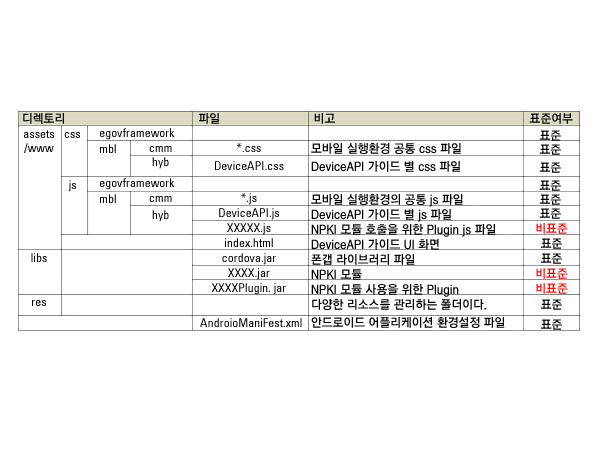 디렉토리 파일 비고 표준여부
assets css egovframework 표준
/www mbl cmm *.css 모바일 실행환경 공통 css 파일 표준
hyb DeviceAPI.css DeviceAPI 가이드 별 css 파일 표준
js egovframework 표준
mbl cmm *.js 모바일 실행환경의 공통 js 파일 표준
hyb DeviceAPI.js DeviceAPI 가이드 별 js 파일 표준
XXXXX.js NPKI 모듈 호출을 위한 Plugin js 파일 비표준
index.html DeviceAPI 가이드 UI 화면 표준
libs cordova.jar 폰갭 라이브러리 파일 표준
XXXX.jar NPKI 모듈 비표준
XXXXPlugin. jar NPKI 모듈 사용을 위한 Plugin 비표준
res 다양한 리소스를 관리하는 폴더이다. 표준
AndroioManiFest.xml 안드로이드 어플리케이션 환경설정 파일 표준